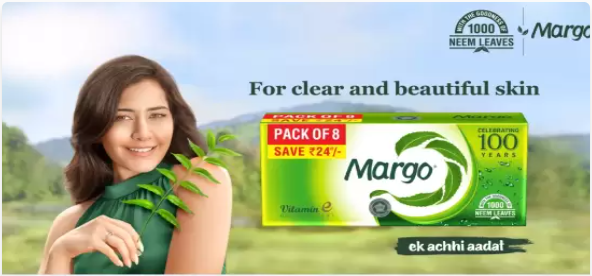 WITH THE GOODNESS OF
1000
NEEM LEAVES
Margo
For clear and beautiful skin
PACK OF 8
SAVE ₹24/-
Margo
CELEBRATING
100
YEARS
Vitamin e
1000
NEEM LEAVES
ek achhi aadat